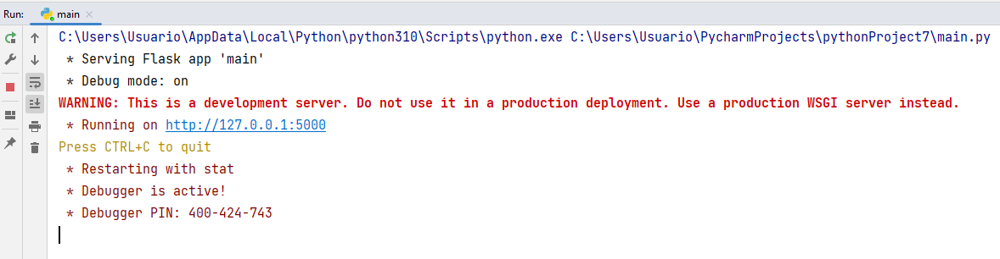 Run: main
C:\Users\Usuario\AppData\Local\Python\python310\Scripts\python.exe C:\Users\Usuario\PycharmProjects\pythonProject7\main.py
* Serving Flask app 'main'
* Debug mode: on
WARNING: This is a development server. Do not use it in a production deployment. Use a production WSGI server instead.
* Running on http://127.0.0.1:5000
Press CTRL+C to quit
* Restarting with stat
* Debugger is active!
* Debugger PIN: 400-424-743